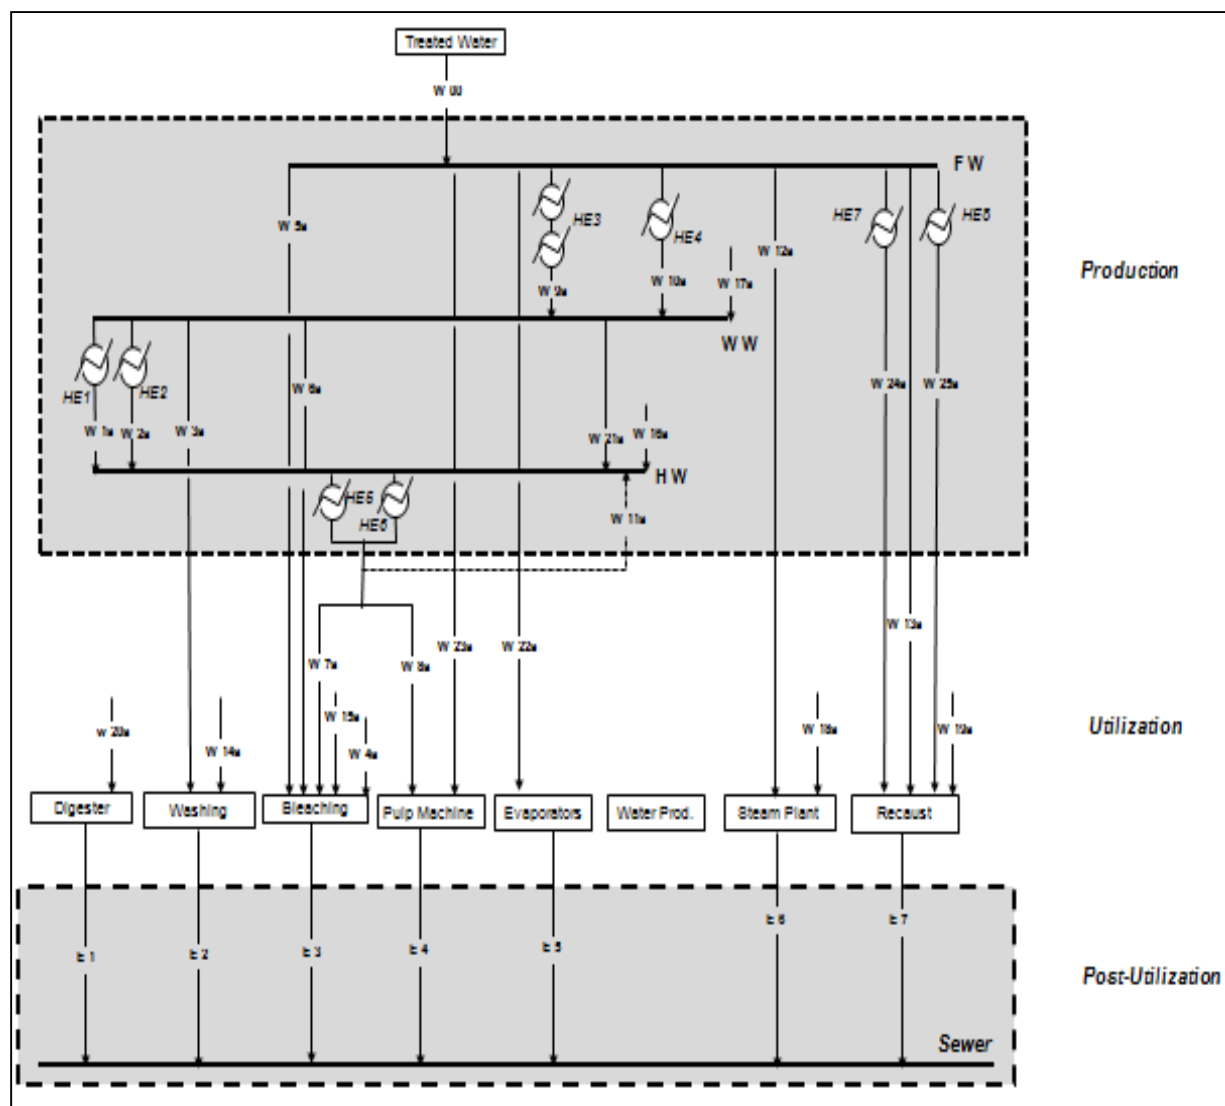 Treated Water
W 00
F W
W 5a
HE3
HE4
HE7
HE8
W 12a
W 9a
W 10a
W 17a
Production
W W
HE1
HE2
W 6a
W 24a
W 25a
W 1a
W 2a
W 3a
W 21a
W 16a
H W
HE5
HE6
W 11a
W 13a
W 23a
W 22a
W 7a
W 8a
W 20a
W 14a
W 15a
W 4a
W 18a
W 19a
Utilization
Digester
Washing
Bleaching
Pulp Machine
Evaporators
Water Prod.
Steam Plant
Recaust
E 1
E 2
E 3
E 4
E 5
E 6
E 7
Post-Utilization
Sewer